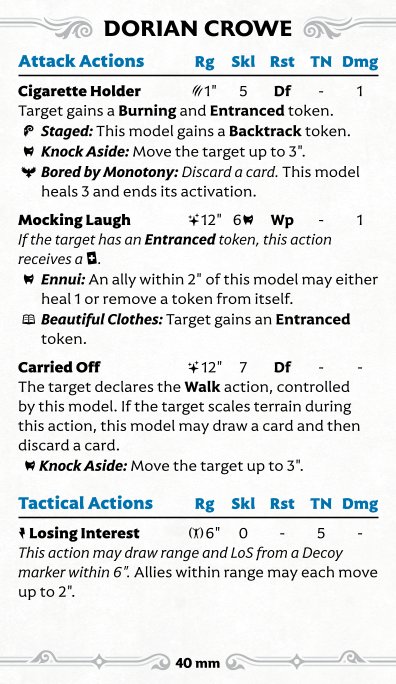 DORIAN CROWE
Attack Actions Rg Skl Rst TN Dmg
Cigarette Holder 1" 5 Df - 1
Target gains a Burning and Entranced token.
Staged: This model gains a Backtrack token.
Knock Aside: Move the target up to 3".
Bored by Monotony: Discard a card. This model
heals 3 and ends its activation.
Mocking Laugh 12" 6 Wp - 1
If the target has an Entranced token, this action
receives a .
Ennui: An ally within 2" of this model may either
heal 1 or remove a token from itself.
Beautiful Clothes: Target gains an Entranced
token.
Carried Off 12" 7 Df - -
The target declares the Walk action, controlled
by this model. If the target scales terrain during
this action, this model may draw a card and then
discard a card.
Knock Aside: Move the target up to 3".
Tactical Actions Rg Skl Rst TN Dmg
Losing Interest 6" 0 - 5 -
This action may draw range and LoS from a Decoy
marker within 6". Allies within range may each move
up to 2".
40 mm